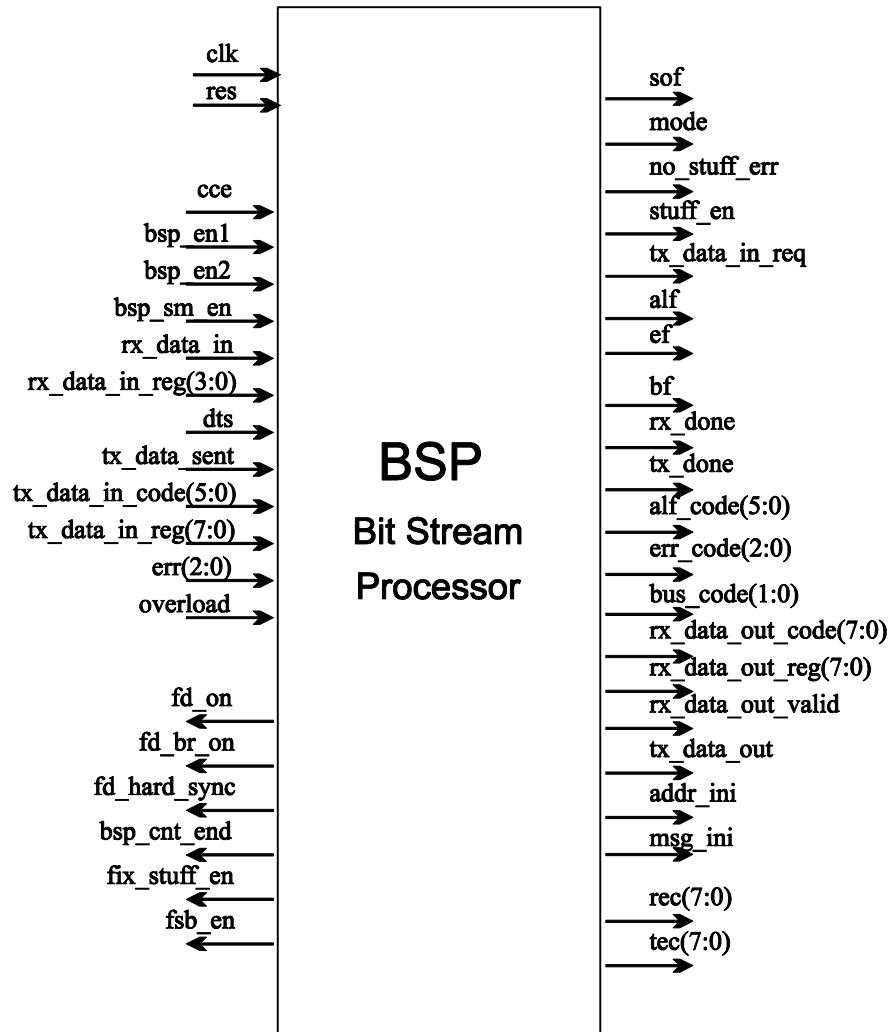 clk
res
cce
bsp_en1
bsp_en2
bsp_sm_en
rx_data_in
rx_data_in_reg(3:0)
dts
tx_data_sent
tx_data_in_code(5:0)
tx_data_in_reg(7:0)
err(2:0)
overload
fd_on
fd_br_on
fd_hard_sync
bsp_cnt_end
fix_stuff_en
fsb_en
BSP
Bit Stream
Processor
sof
mode
no_stuff_err
stuff_en
tx_data_in_req
alf
ef
bf
rx_done
tx_done
alf_code(5:0)
err_code(2:0)
bus_code(1:0)
rx_data_out_code(7:0)
rx_data_out_reg(7:0)
rx_data_out_valid
tx_data_out
addr_ini
msg_ini
rec(7:0)
tec(7:0)